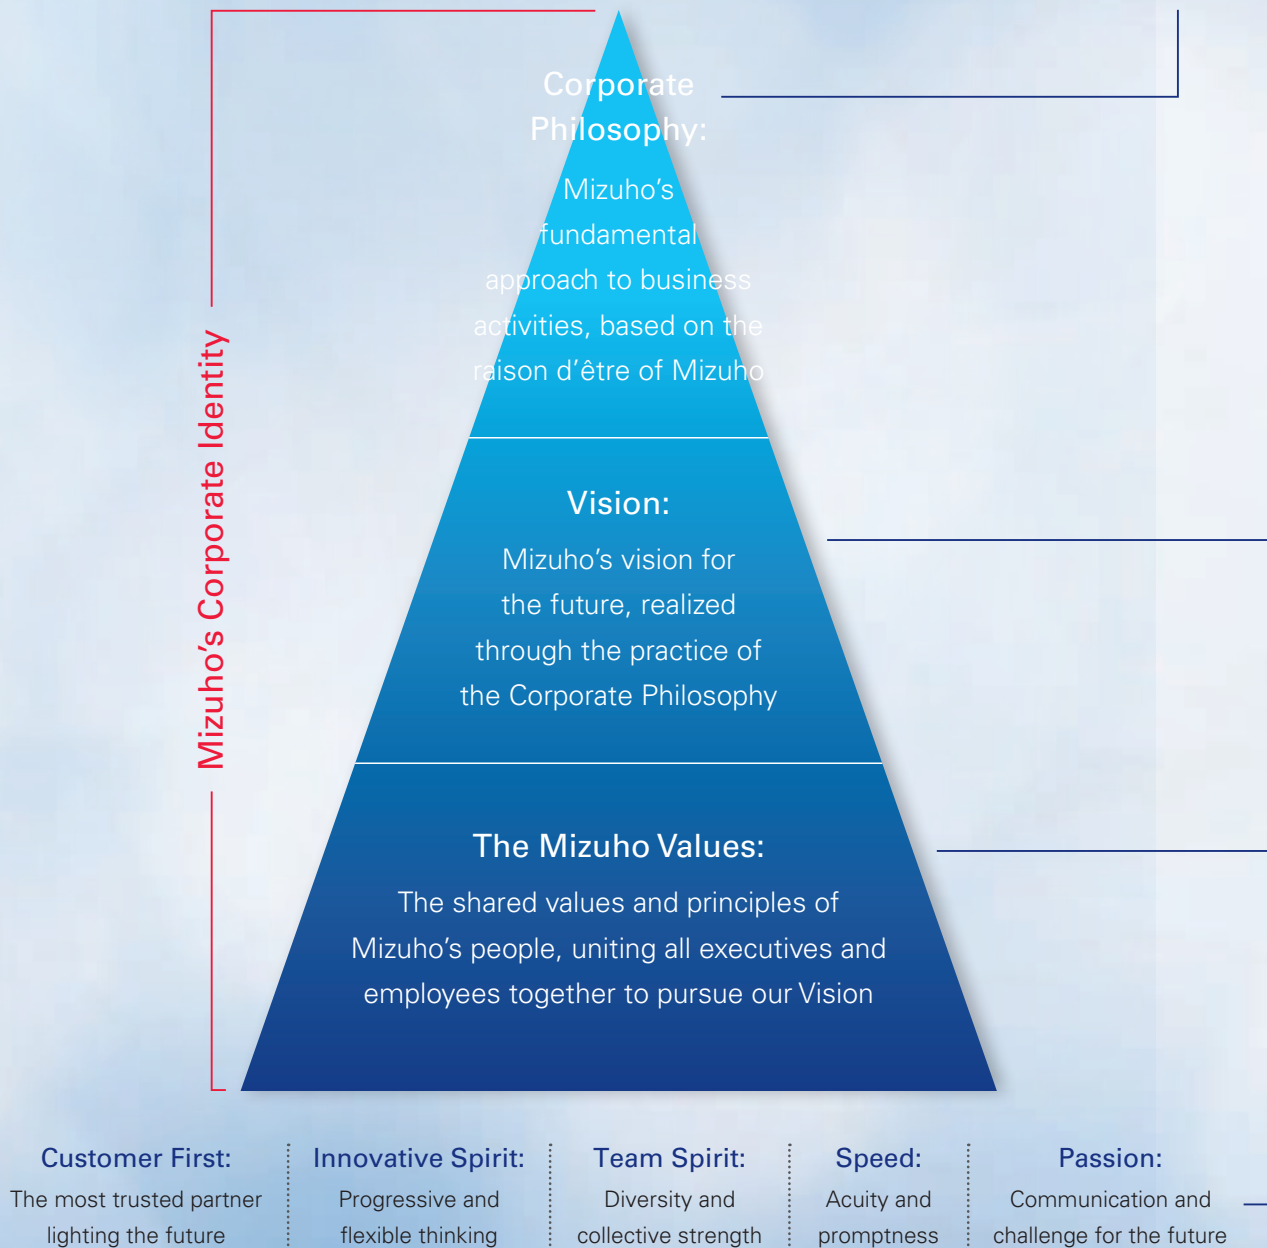 Corporate
Philosophy:
Mizuho’s
fundamental
approach to business
activities, based on the
raison d’être of Mizuho
Mizuho’s Corporate Identity
Vision:
Mizuho’s vision for
the future, realized
through the practice of
the Corporate Philosophy
The Mizuho Values:
The shared values and principles of
Mizuho’s people, uniting all executives and
employees together to pursue our Vision
Customer First:
The most trusted partner
lighting the future
Innovative Spirit:
Progressive and
flexible thinking
Team Spirit:
Diversity and
collective strength
Speed:
Acuity and
promptness
Passion:
Communication and
challenge for the future